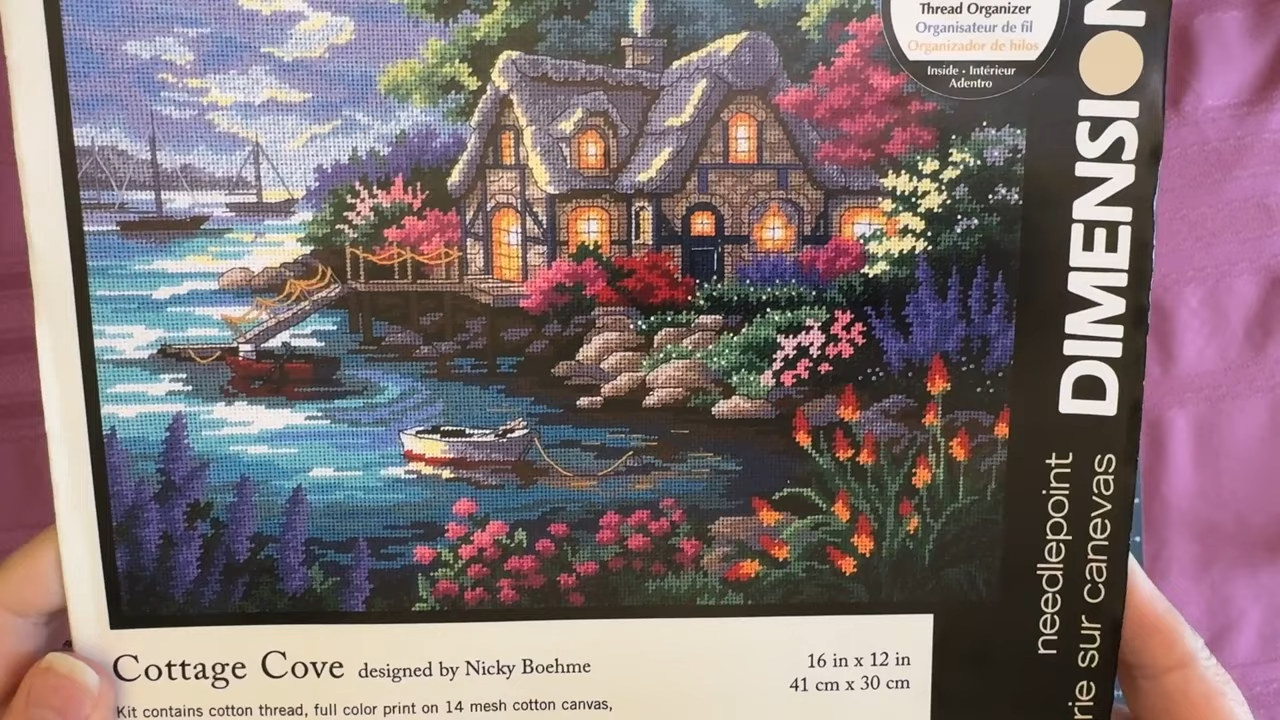 Thread Organizer
Organisateur de fil
Organizador de hilos
Inside • Intérieur
Adentro
needlepoint
sur canevas
Cottage Cove designed by Nicky Boehme
16 in x 12 in
41 cm x 30 cm
Kit contains cotton thread, full color print on 14 mesh cotton canvas,